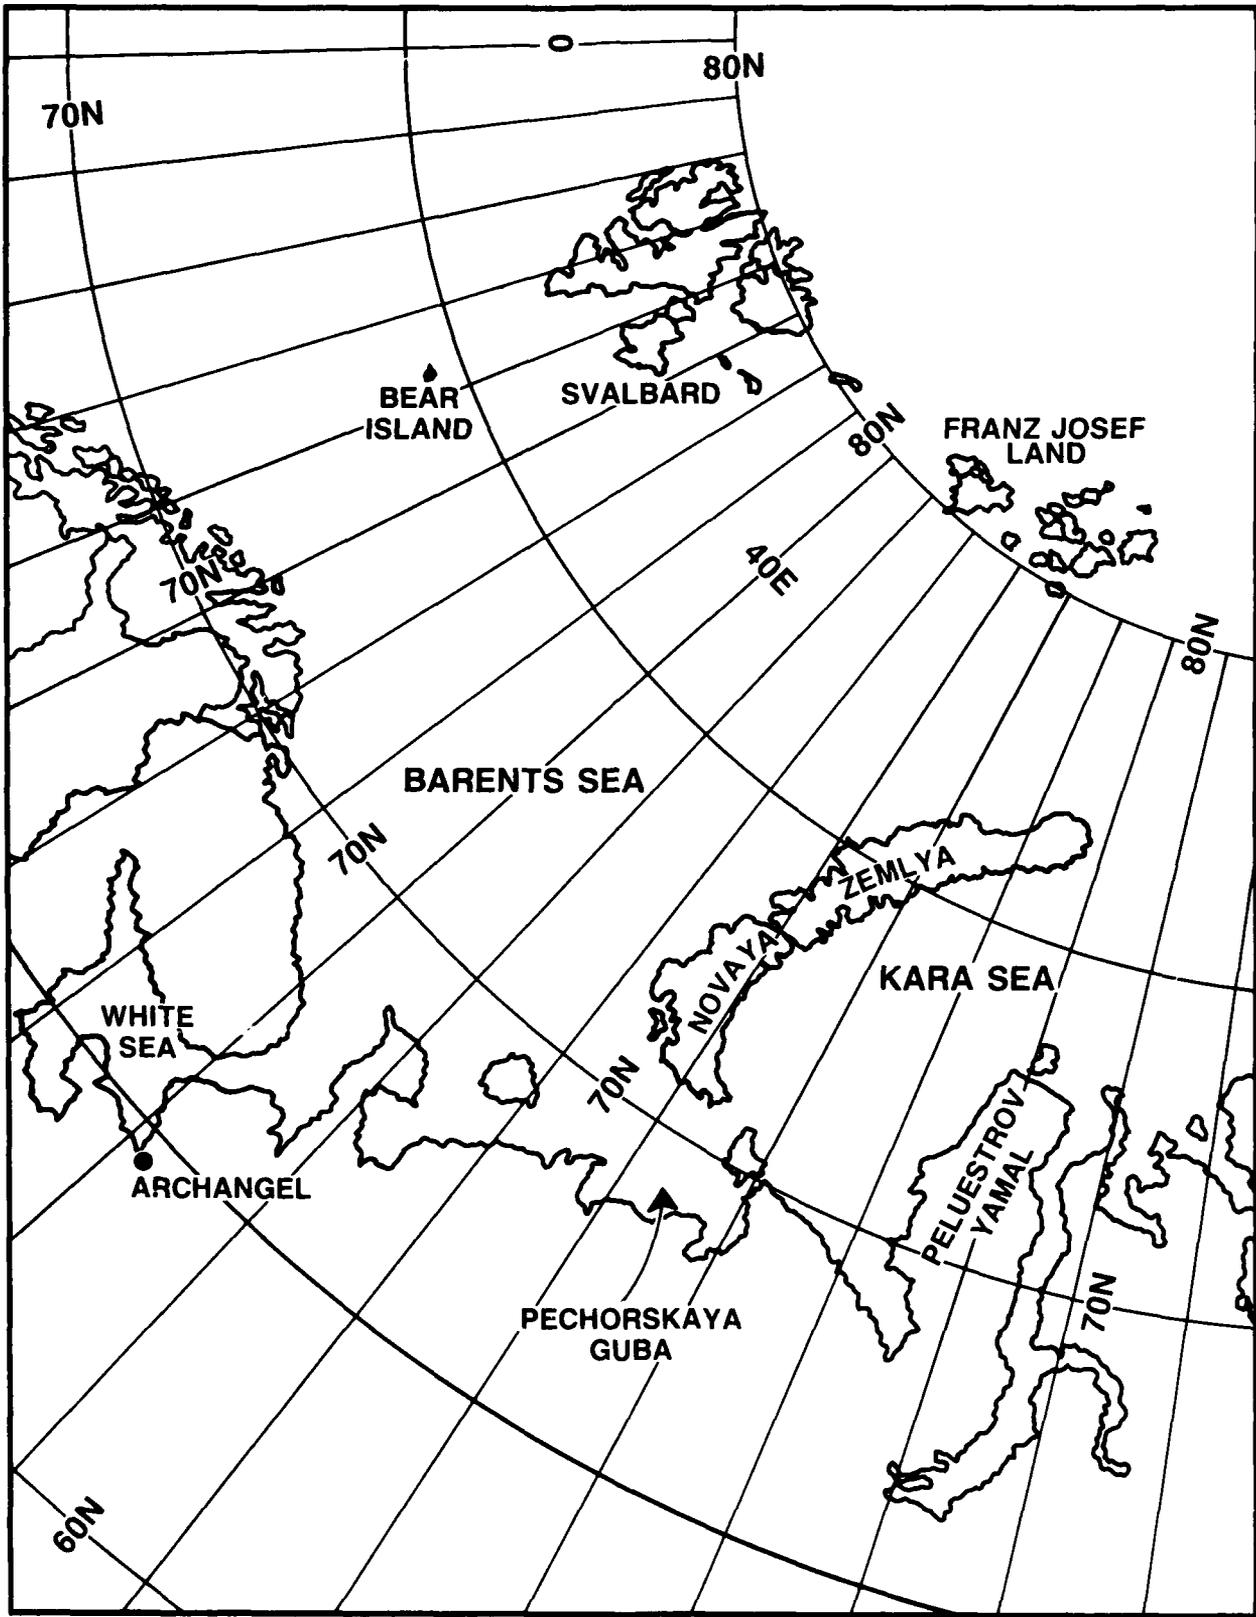 0
80N
70N
BEAR
ISLAND
SVALBARD
80N
FRANZ JOSEF
LAND
40E
70N
80N
BARENTS SEA
70N
NOVAYA ZEMLYA
KARA SEA
WHITE
SEA
70N
ARCHANGEL
PELUESTROV
YAMAL
70N
PECHORSKAYA
GUBA
60N